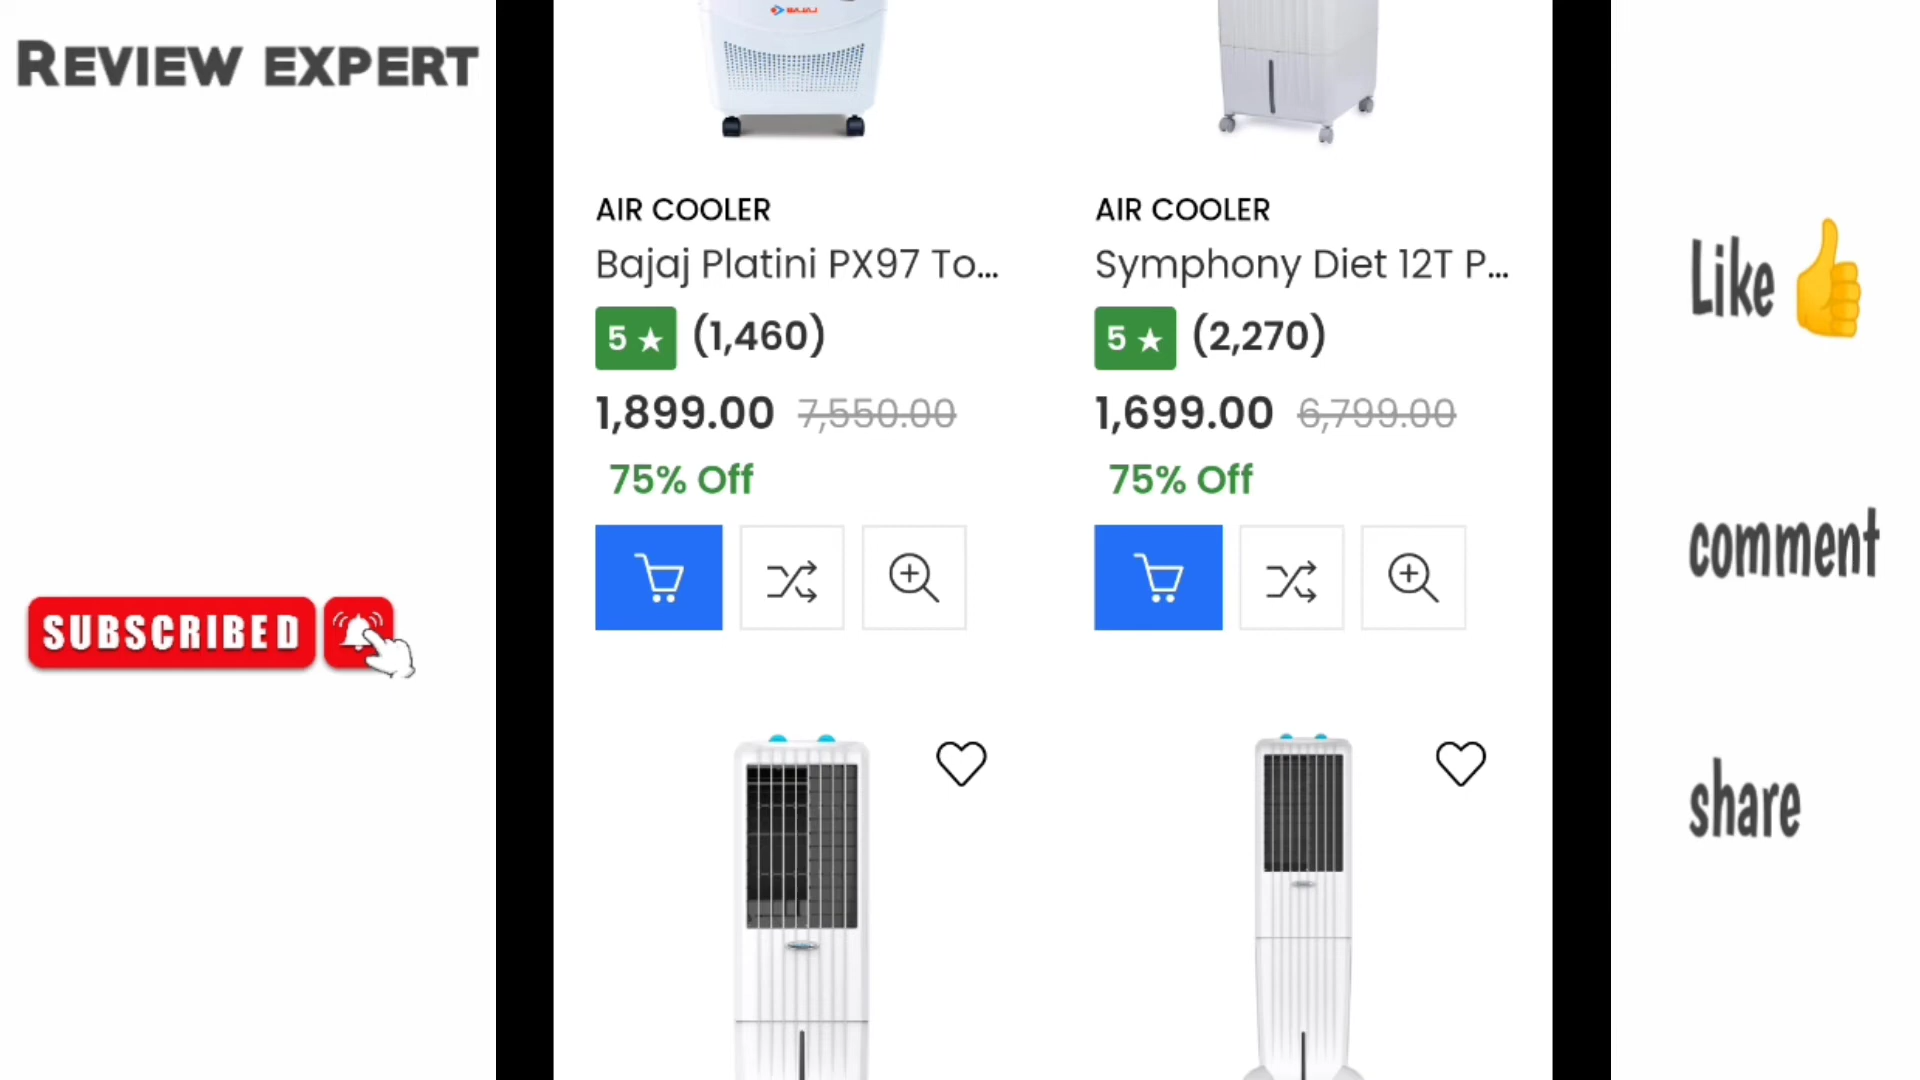 REVIEW EXPERT
SUBSCRIBED
BAJAJ
AIR COOLER
Bajaj Platini PX97 To...
5 ★ (1,460)
1,899.00 7,550.00
75% Off
AIR COOLER
Symphony Diet 12T P...
5 ★ (2,270)
1,699.00 6,799.00
75% Off
Like
comment
share